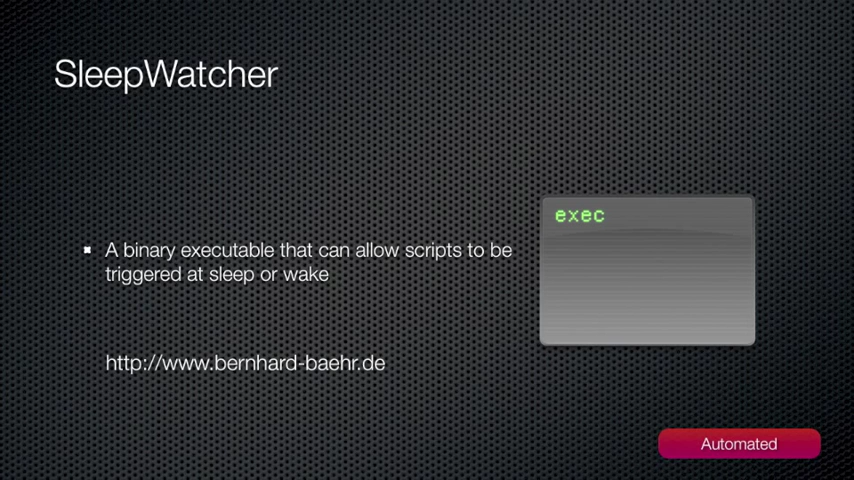 SleepWatcher
exec
A binary executable that can allow scripts to be
triggered at sleep or wake
http://www.bernhard-baehr.de
Automated